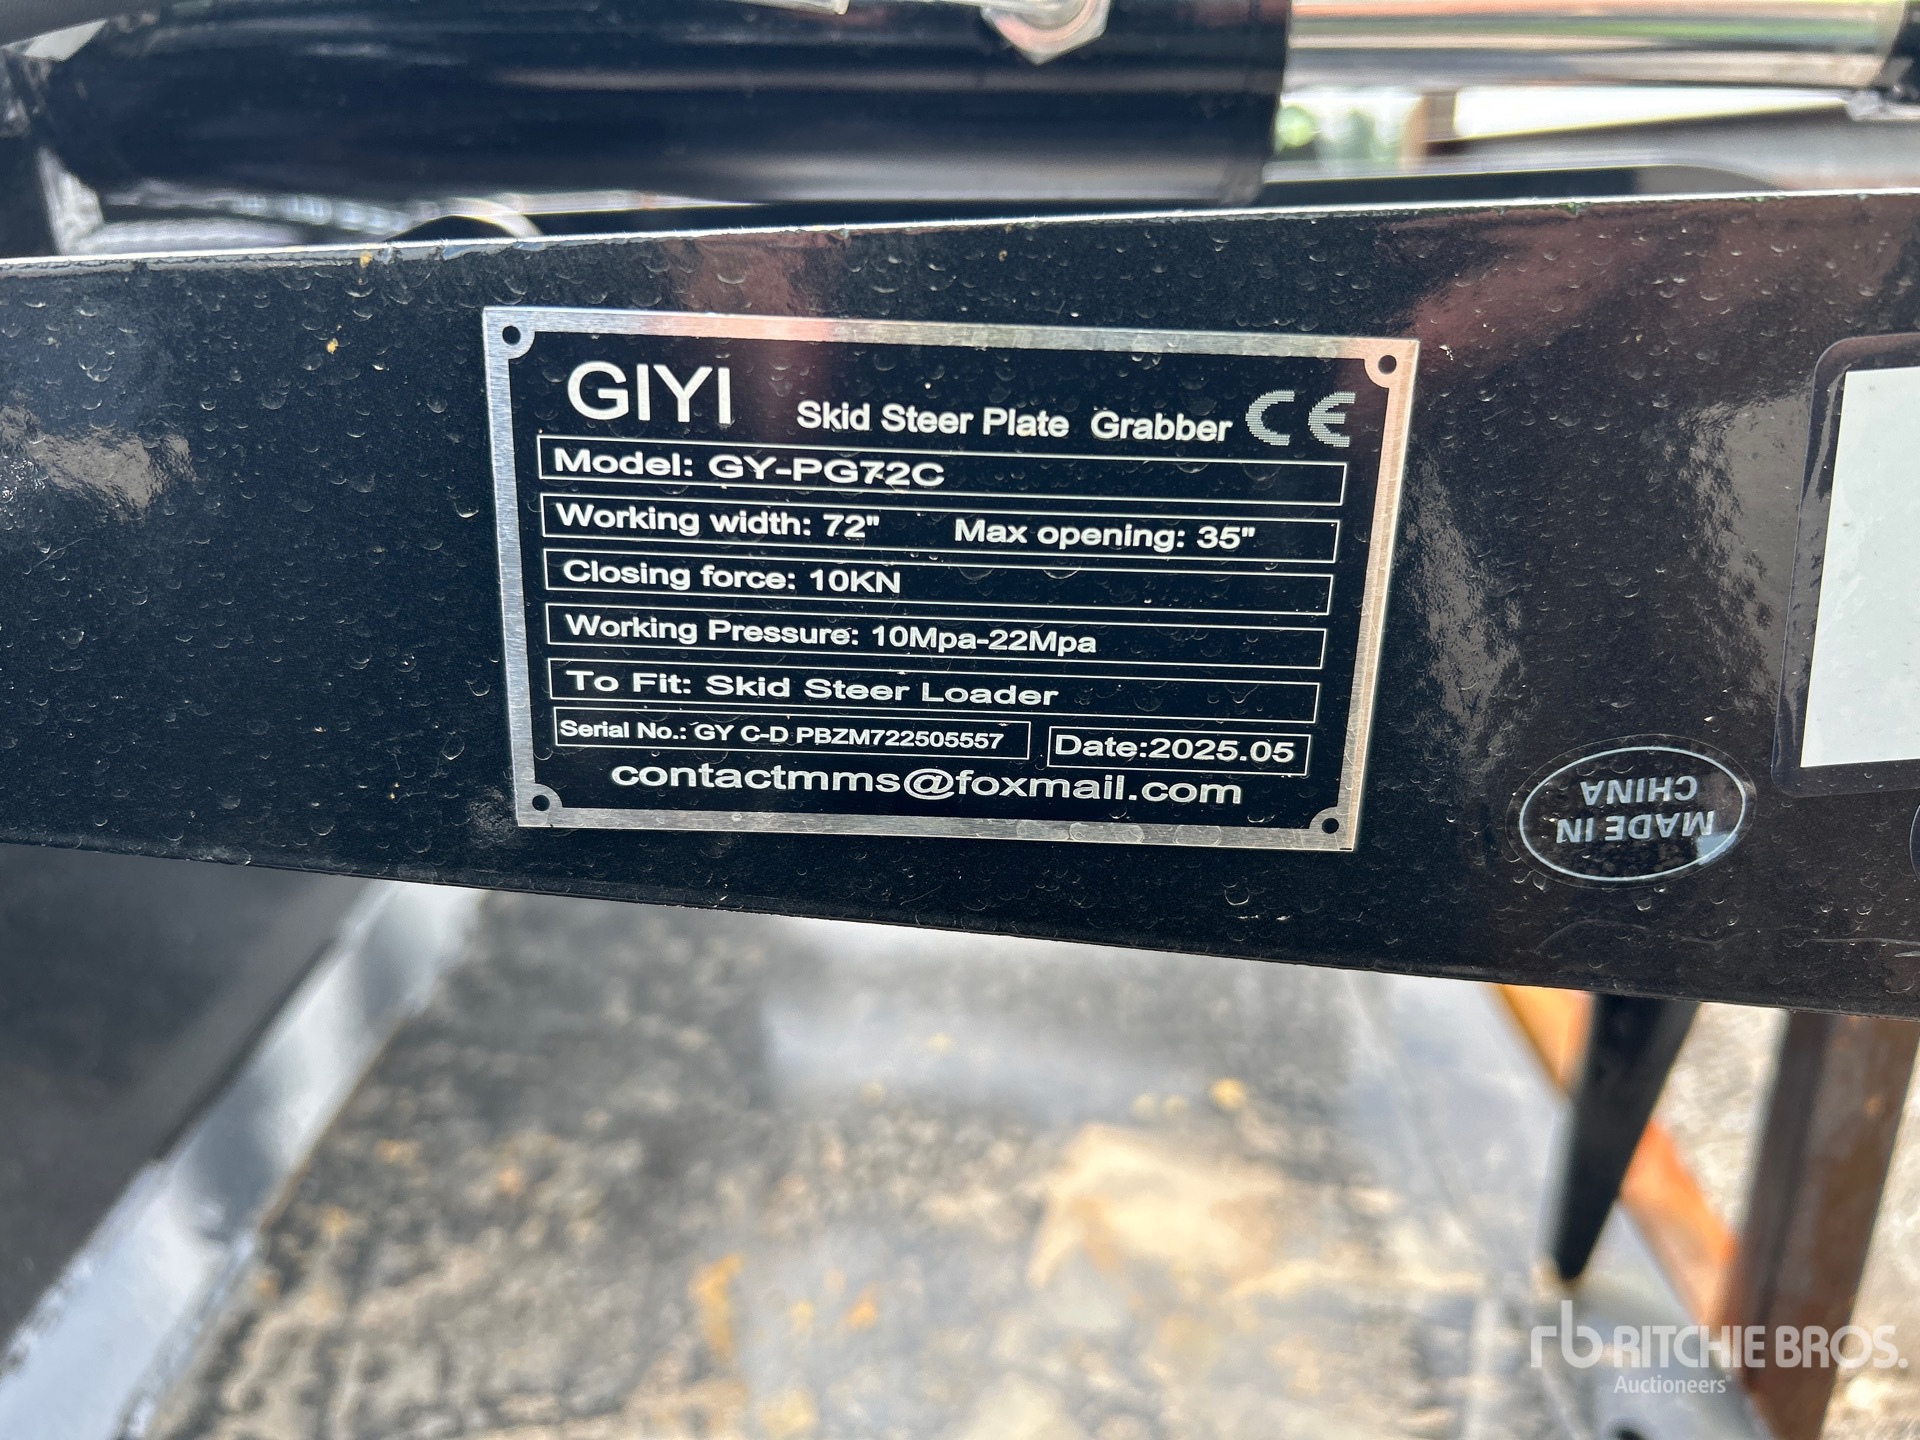 GIYI Skid Steer Plate Grabber CE
Model: GY-PG72C
Working width: 72" Max opening: 35"
Closing force: 10KN
Working Pressure: 10Mpa-22Mpa
To Fit: Skid Steer Loader
Serial No.: GY C-D PBZM722505557 Date:2025.05
contactmms@foxmail.com
MADE IN
CHINA
rb RITCHIE BROS.
Auctioneers